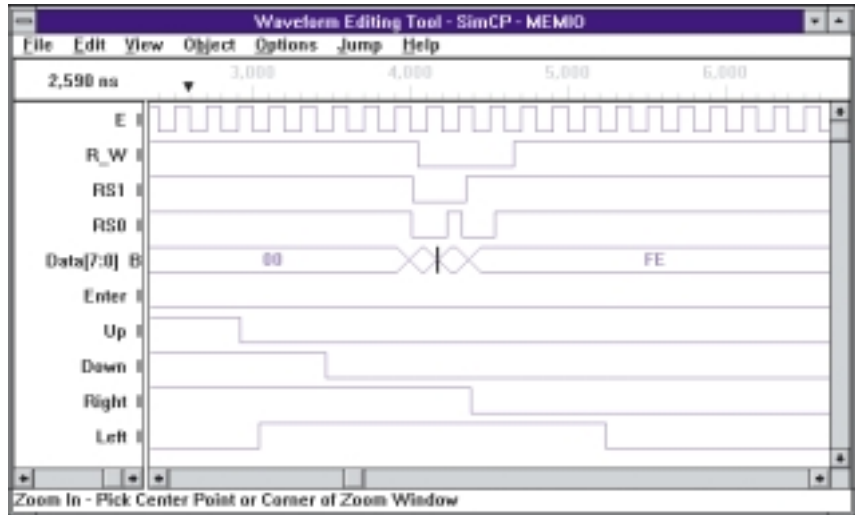 Waveform Editing Tool - SimCP - MEMIO
File Edit View Object Options Jump Help
2,590 ns 3,000 4,000 5,000 6,000
E I
R_W I
RS1 I
RS0 I
Data[7:0] B 00 FE
Enter I
Up I
Down I
Right I
Left I
Zoom In - Pick Center Point or Corner of Zoom Window